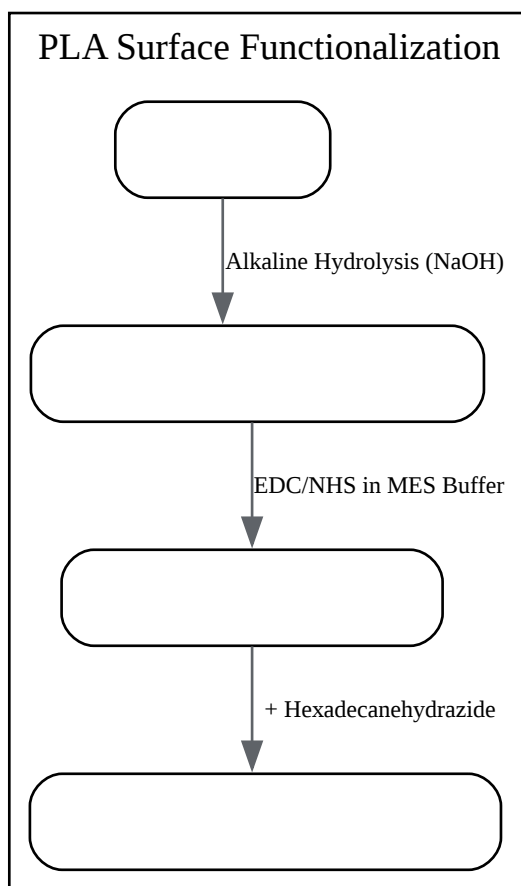 PLA Surface Functionalization
Alkaline Hydrolysis (NaOH)
EDC/NHS in MES Buffer
+ Hexadecanehydrazide